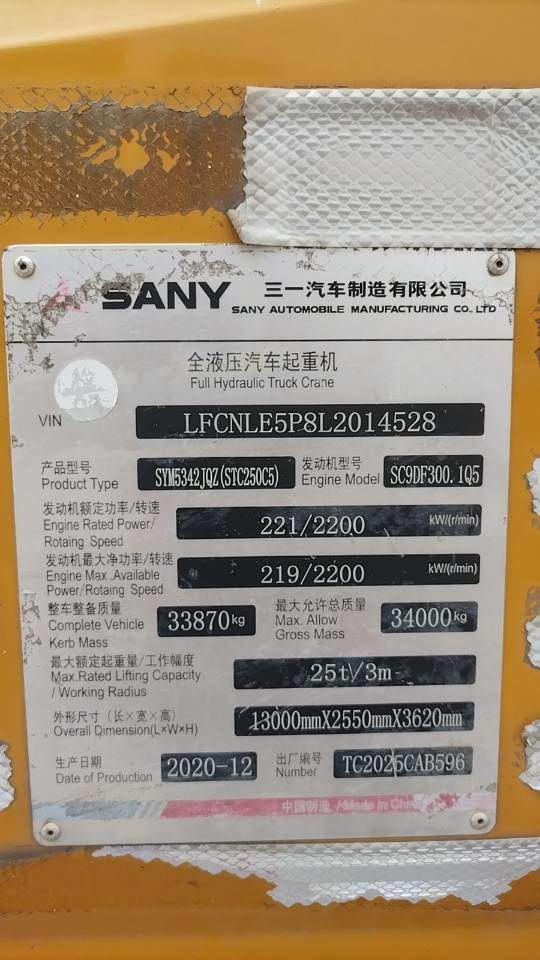 SANY 三一汽车制造有限公司
SANY AUTOMOBILE MANUFACTURING CO., LTD
全液压汽车起重机
Full Hydraulic Truck Crane
VIN LFCNLE5P8L2014528
产品型号 SYM5342JQZ(STC250C5) 发动机型号 SC9DF300.1Q5
Product Type Engine Model
发动机额定功率/转速
Engine Rated Power/ 221/2200 kW/(r/min)
Rotaing Speed
发动机最大净功率/转速
Engine Max .Available 219/2200 kW/(r/min)
Power/Rotaing Speed
整车整备质量 最大允许总质量
Complete Vehicle 33870kg Max. Allow 34000kg
Kerb Mass Gross Mass
最大额定起重量/工作幅度
Max.Rated Lifting Capacity 25t/3m
/ Working Radius
外形尺寸 (长×宽×高) 13000mmX2550mmX3620mm
Overall Dimension(L×W×H)
生产日期 2020-12 出厂编号 TC2025CAB596
Date of Production Number
中国制造 / Made in China